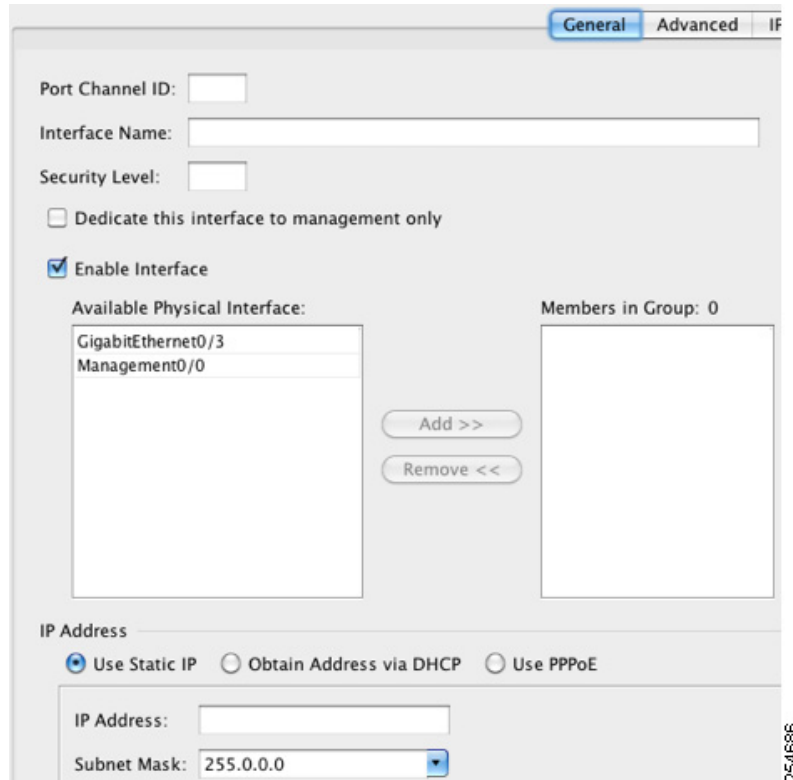 General Advanced IP
Port Channel ID:
Interface Name:
Security Level:
Dedicate this interface to management only
Enable Interface
Available Physical Interface:
Members in Group: 0
GigabitEthernet0/3
Management0/0
Add >>
Remove <<
IP Address
Use Static IP Obtain Address via DHCP Use PPPoE
IP Address:
Subnet Mask: 255.0.0.0
254686